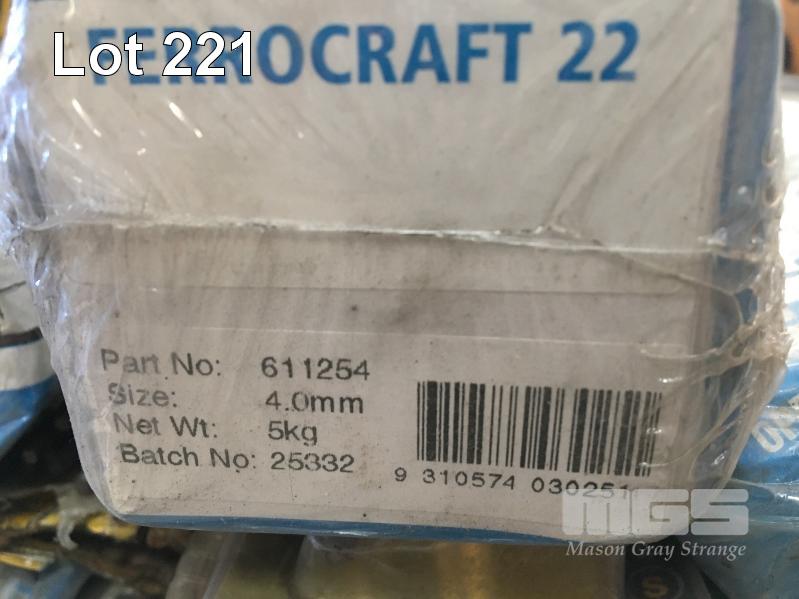 Lot 221
FERROCRAFT 22
Part No: 611254
Size: 4.0mm
Net Wt: 5kg
Batch No: 25332
9 310574 030251
MGS
Mason Gray Strange
S